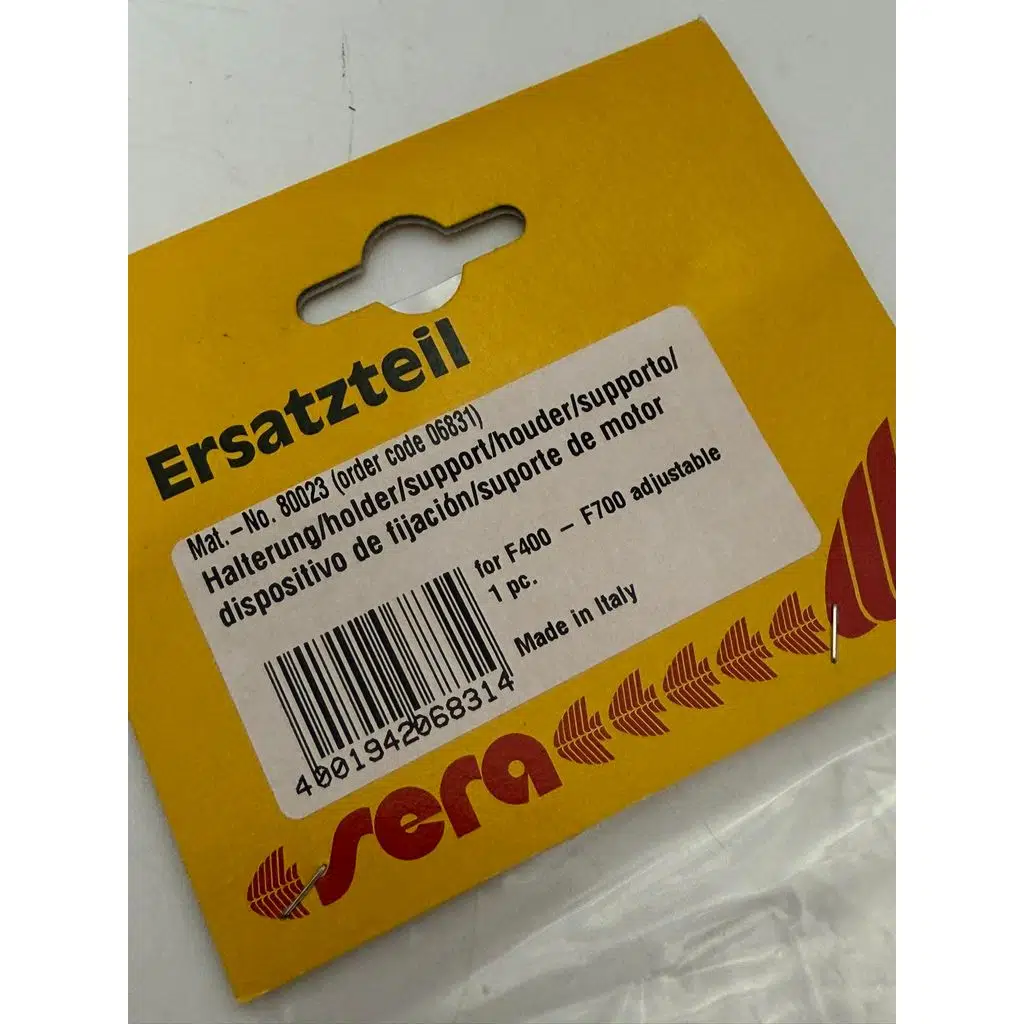 Ersatzteil
Mat.–No. 80023 (order code 06831)
Halterung/holder/support/houder/supporto/
dispositivo de fijación/suporte de motor
for F400 – F700 adjustable
1 pc.
Made in Italy
4001942068314
sera